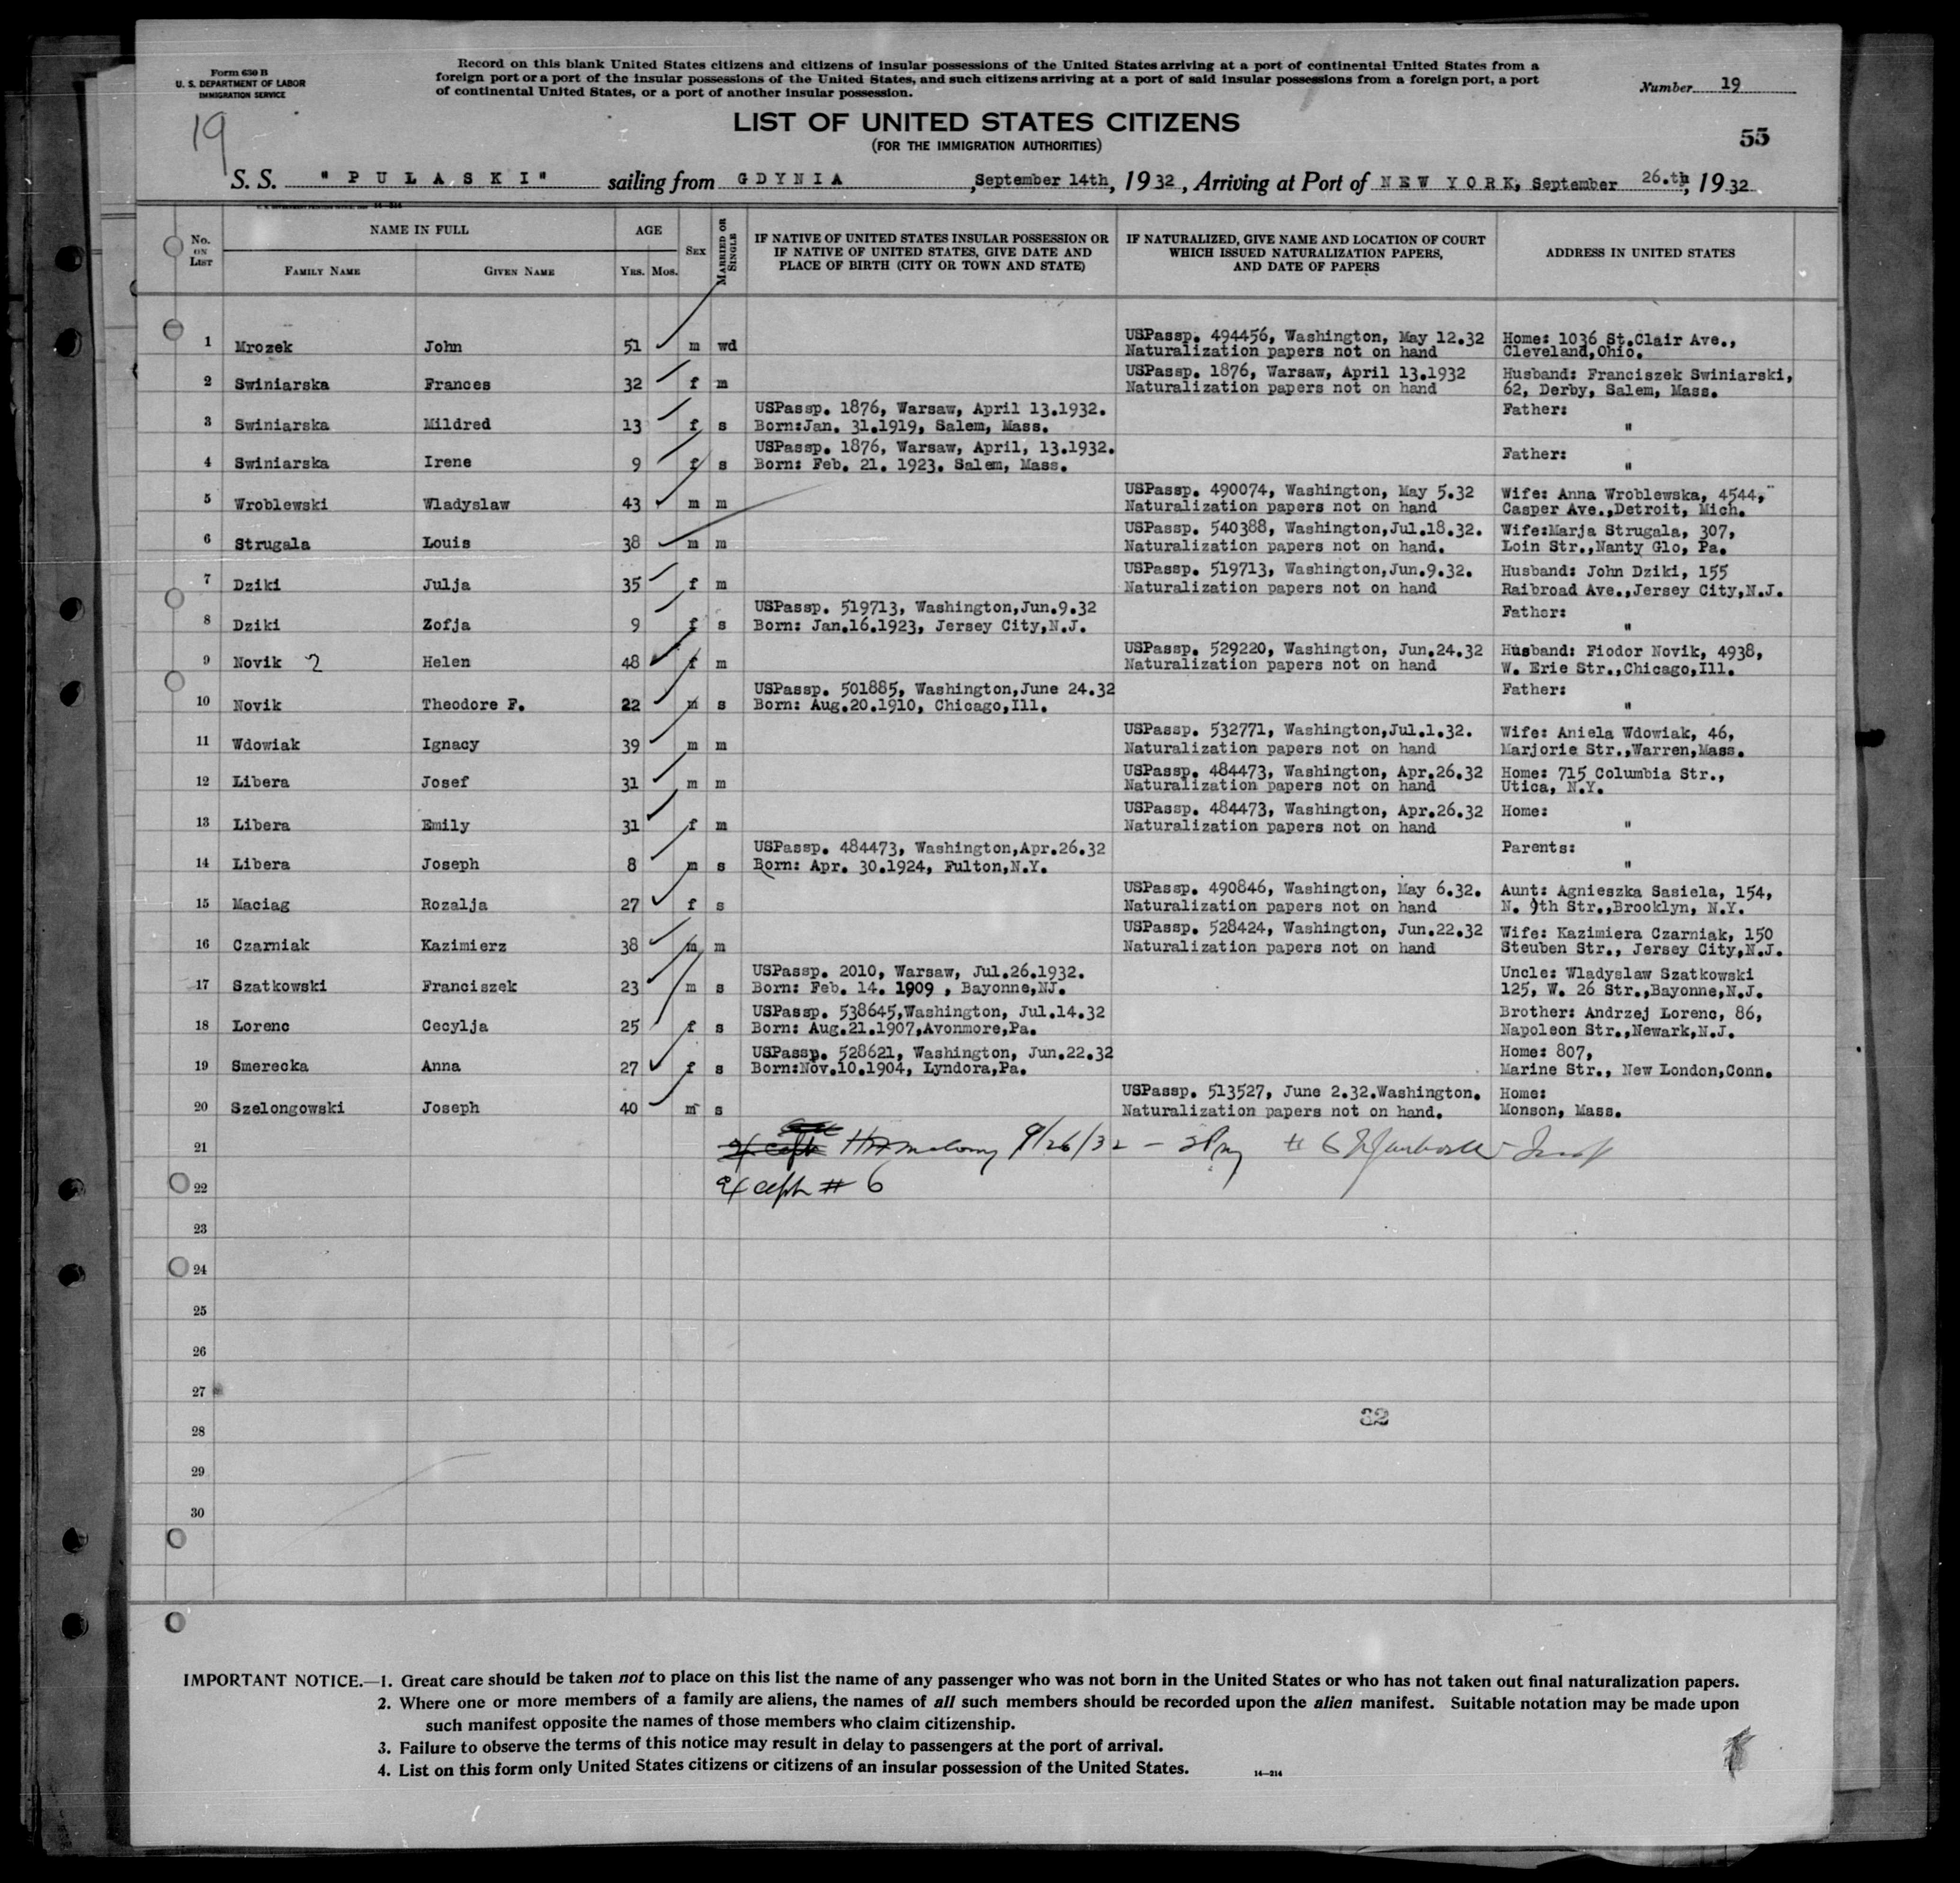 Form 630 B
U. S. DEPARTMENT OF LABOR
IMMIGRATION SERVICE
Record on this blank United States citizens and citizens of insular possessions of the United States arriving at a port of continental United States from a
foreign port or a port of the insular possessions of the United States, and such citizens arriving at a port of said insular possessions from a foreign port, a port
of continental United States, or a port of another insular possession.
Number 19
19
LIST OF UNITED STATES CITIZENS
(FOR THE IMMIGRATION AUTHORITIES)
55
S. S. "PULASKI" sailing from GDYNIA, September 14th, 1932, Arriving at Port of NEW YORK, September 26.th, 1932
No. ON LIST
NAME IN FULL
FAMILY NAME GIVEN NAME
AGE
YRS. MOS.
SEX
MARRIED OR SINGLE
IF NATIVE OF UNITED STATES INSULAR POSSESSION OR
IF NATIVE OF UNITED STATES, GIVE DATE AND
PLACE OF BIRTH (CITY OR TOWN AND STATE)
IF NATURALIZED, GIVE NAME AND LOCATION OF COURT
WHICH ISSUED NATURALIZATION PAPERS,
AND DATE OF PAPERS
ADDRESS IN UNITED STATES
USPassp. 494456, Washington, May 12.32 Home: 1036 St.Clair Ave.,
1 Mrozek John 51 m wd Naturalization papers not on hand Cleveland,Ohio.
USPassp. 1876, Warsaw, April 13.1932 Husband: Franciszek Swiniarski,
2 Swiniarska Frances 32 f m Naturalization papers not on hand 62, Derby, Salem, Mass.
USPassp. 1876, Warsaw, April 13.1932. Father:
3 Swiniarska Mildred 13 f s Born:Jan. 31.1919, Salem, Mass. "
USPassp. 1876, Warsaw, April, 13.1932. Father:
4 Swiniarska Irene 9 f s Born: Feb. 21. 1923. Salem, Mass. "
USPassp. 490074, Washington, May 5.32 Wife: Anna Wroblewska, 4544,
5 Wroblewski Wladyslaw 43 m m Naturalization papers not on hand Casper Ave.,Detroit, Mich.
USPassp. 540388, Washington,Jul.18.32. Wife:Marja Strugala, 307,
6 Strugala Louis 38 m m Naturalization papers not on hand. Loin Str.,Nanty Glo, Pa.
USPassp. 519713, Washington,Jun.9.32. Husband: John Dziki, 155
7 Dziki Julja 35 f m Naturalization papers not on hand Raibroad Ave.,Jersey City,N.J.
USPassp. 519713, Washington,Jun.9.32 Father:
8 Dziki Zofja 9 f s Born: Jan.16.1923, Jersey City,N.J. "
USPassp. 529220, Washington, Jun.24.32 Husband: Fiodor Novik, 4938,
9 Novik 2 Helen 48 f m Naturalization papers not on hand W. Erie Str.,Chicago,Ill.
USPassp. 501885, Washington,June 24.32 Father:
10 Novik Theodore F. 22 m s Born: Aug.20.1910, Chicago,Ill. "
USPassp. 532771, Washington,Jul.1.32. Wife: Aniela Wdowiak, 46,
11 Wdowiak Ignacy 39 m m Naturalization papers not on hand Marjorie Str.,Warren,Mass.
USPassp. 484473, Washington, Apr.26.32 Home: 715 Columbia Str.,
12 Libera Josef 31 m m Naturalization papers not on hand Utica, N.Y.
USPassp. 484473, Washington, Apr.26.32 Home:
13 Libera Emily 31 f m Naturalization papers not on hand "
USPassp. 484473, Washington,Apr.26.32 Parents:
14 Libera Joseph 8 m s Born: Apr. 30.1924, Fulton,N.Y. "
USPassp. 490846, Washington, May 6.32. Aunt: Agnieszka Sasiela, 154,
15 Maciag Rozalja 27 f s Naturalization papers not on hand N. 9th Str.,Brooklyn, N.Y.
USPassp. 528424, Washington, Jun.22.32 Wife: Kazimiera Czarniak, 150
16 Czarniak Kazimierz 38 m m Naturalization papers not on hand Steuben Str., Jersey City,N.J.
USPassp. 2010, Warsaw, Jul.26.1932. Uncle: Wladyslaw Szatkowski
17 Szatkowski Franciszek 23 m s Born: Feb. 14. 1909 , Bayonne,NJ. 125, W. 26 Str.,Bayonne,N.J.
USPassp. 538645,Washington, Jul.14.32 Brother: Andrzej Lorenc, 86,
18 Lorenc Cecylja 25 f s Born: Aug.21.1907,Avonmore,Pa. Napoleon Str.,Newark,N.J.
USPassp. 528621, Washington, Jun.22.32 Home: 807,
19 Smerecka Anna 27 f s Born:Nov.10.1904, Lyndora,Pa. Marine Str., New London,Conn.
USPassp. 513527, June 2.32.Washington. Home:
20 Szelongowski Joseph 40 m s Naturalization papers not on hand. Monson, Mass.
21 9/26/32 - # 6
22 except # 6
23
24
25
26
27
28
32
29
30
IMPORTANT NOTICE.—1. Great care should be taken not to place on this list the name of any passenger who was not born in the United States or who has not taken out final naturalization papers.
2. Where one or more members of a family are aliens, the names of all such members should be recorded upon the alien manifest. Suitable notation may be made upon
such manifest opposite the names of those members who claim citizenship.
3. Failure to observe the terms of this notice may result in delay to passengers at the port of arrival.
4. List on this form only United States citizens or citizens of an insular possession of the United States.
14—214